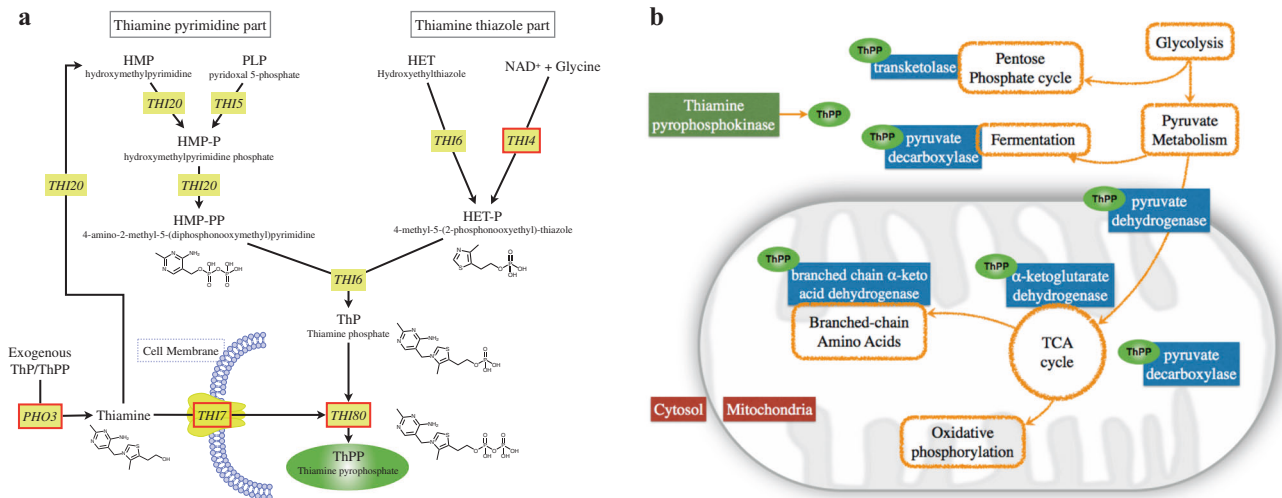 a
Thiamine pyrimidine part
Thiamine thiazole part
HMP
hydroxymethylpyrimidine
PLP
pyridoxal 5-phosphate
HET
Hydroxyethylthiazole
NAD⁺ + Glycine
THI20
THI5
THI6
THI4
HMP-P
hydroxymethylpyrimidine phosphate
THI20
THI20
HMP-PP
4-amino-2-methyl-5-(diphosphonooxymethyl)pyrimidine
HET-P
4-methyl-5-(2-phosphonooxyethyl)-thiazole
THI6
ThP
Thiamine phosphate
Cell Membrane
Exogenous
ThP/ThPP
PHO3
Thiamine
THI7
THI80
ThPP
Thiamine pyrophosphate
b
Glycolysis
ThPP
transketolase
Pentose
Phosphate cycle
Thiamine
pyrophosphokinase
ThPP
Pyruvate
Metabolism
ThPP
pyruvate
decarboxylase
Fermentation
ThPP
pyruvate
dehydrogenase
ThPP
branched chain α-keto
acid dehydrogenase
Branched-chain
Amino Acids
ThPP
α-ketoglutarate
dehydrogenase
TCA
cycle
ThPP
pyruvate
decarboxylase
Cytosol
Mitochondria
Oxidative
phosphorylation